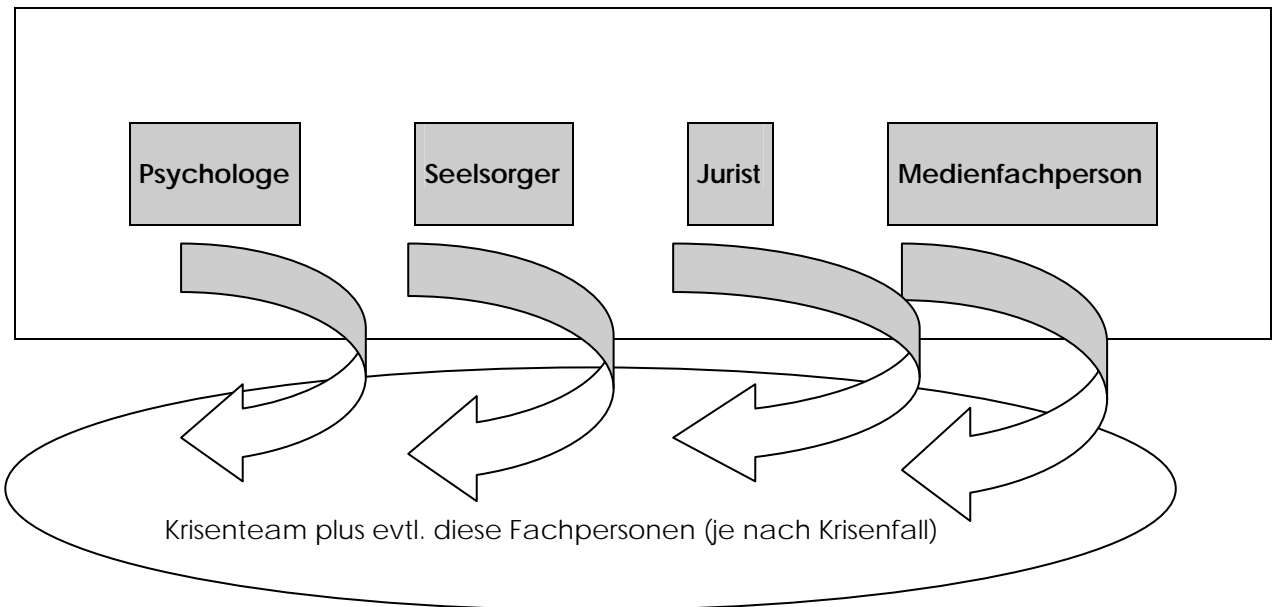 Psychologe
Seelsorger
Jurist
Medienfachperson
Krisenteam plus evtl. diese Fachpersonen (je nach Krisenfall)